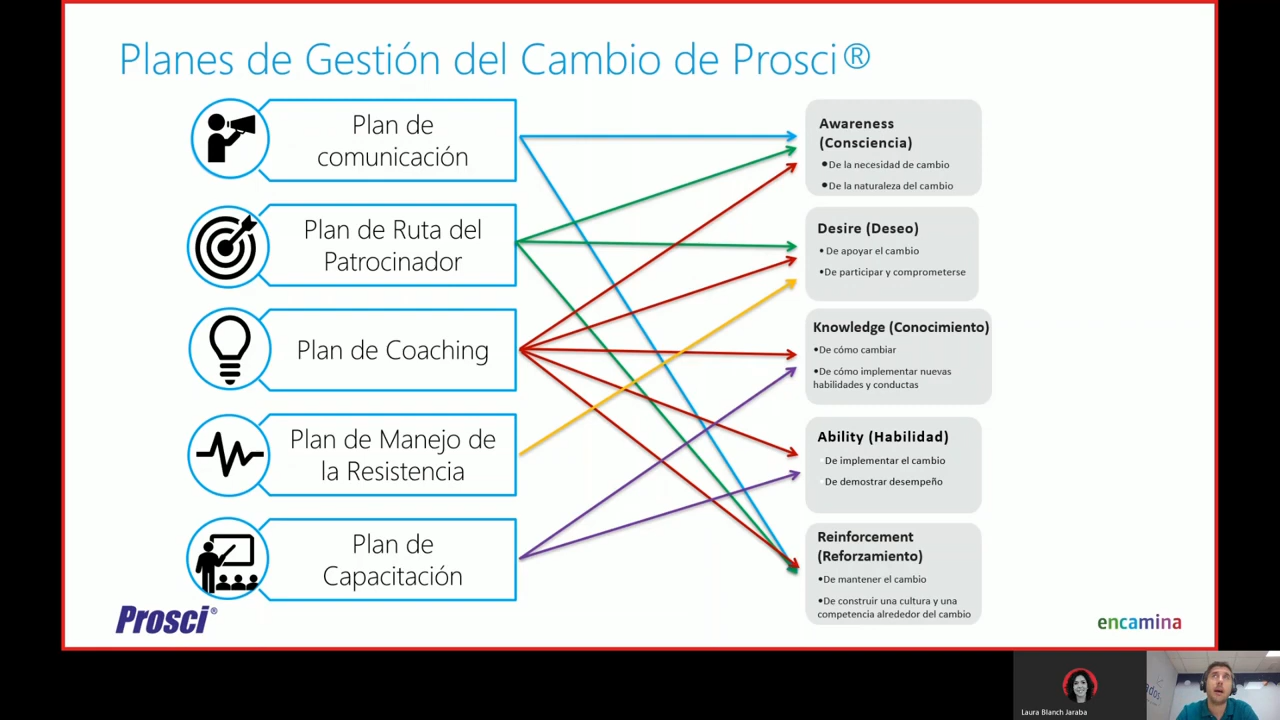 Planes de Gestión del Cambio de Prosci®
Plan de
comunicación
Plan de Ruta del
Patrocinador
Plan de Coaching
Plan de Manejo de
la Resistencia
Plan de
Capacitación
Awareness
(Consciencia)
•De la necesidad de cambio
•De la naturaleza del cambio
Desire (Deseo)
•De apoyar el cambio
•De participar y comprometerse
Knowledge (Conocimiento)
•De cómo cambiar
•De cómo implementar nuevas
habilidades y conductas
Ability (Habilidad)
•De implementar el cambio
•De demostrar desempeño
Reinforcement
(Reforzamiento)
•De mantener el cambio
•De construir una cultura y una
competencia alrededor del cambio
Prosci®
encamina
Laura Blanch Jaraba